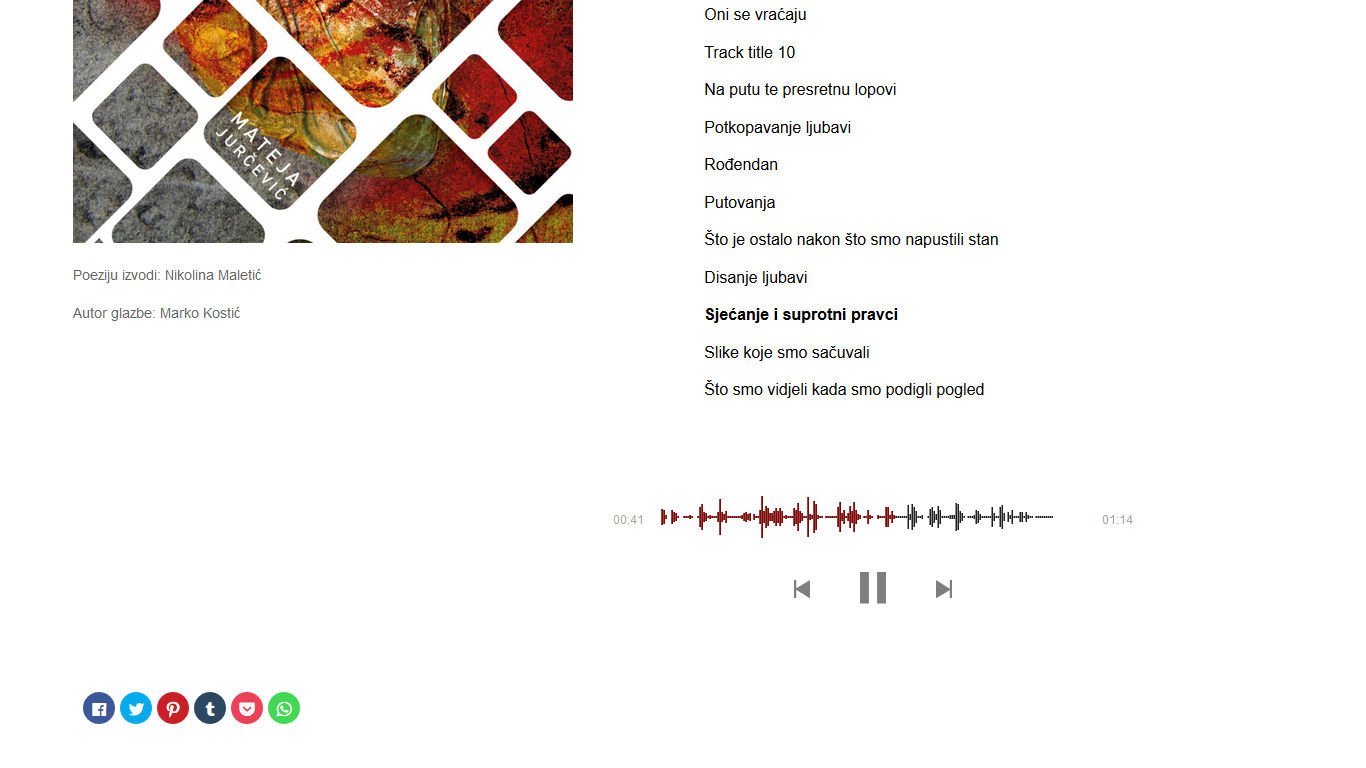 MATEJA
JURČEVIĆ
Poeziju izvodi: Nikolina Maletić
Autor glazbe: Marko Kostić
Oni se vraćaju
Track title 10
Na putu te presretnu lopovi
Potkopavanje ljubavi
Rođendan
Putovanja
Što je ostalo nakon što smo napustili stan
Disanje ljubavi
Sjećanje i suprotni pravci
Slike koje smo sačuvali
Što smo vidjeli kada smo podigli pogled
00:41
01:14